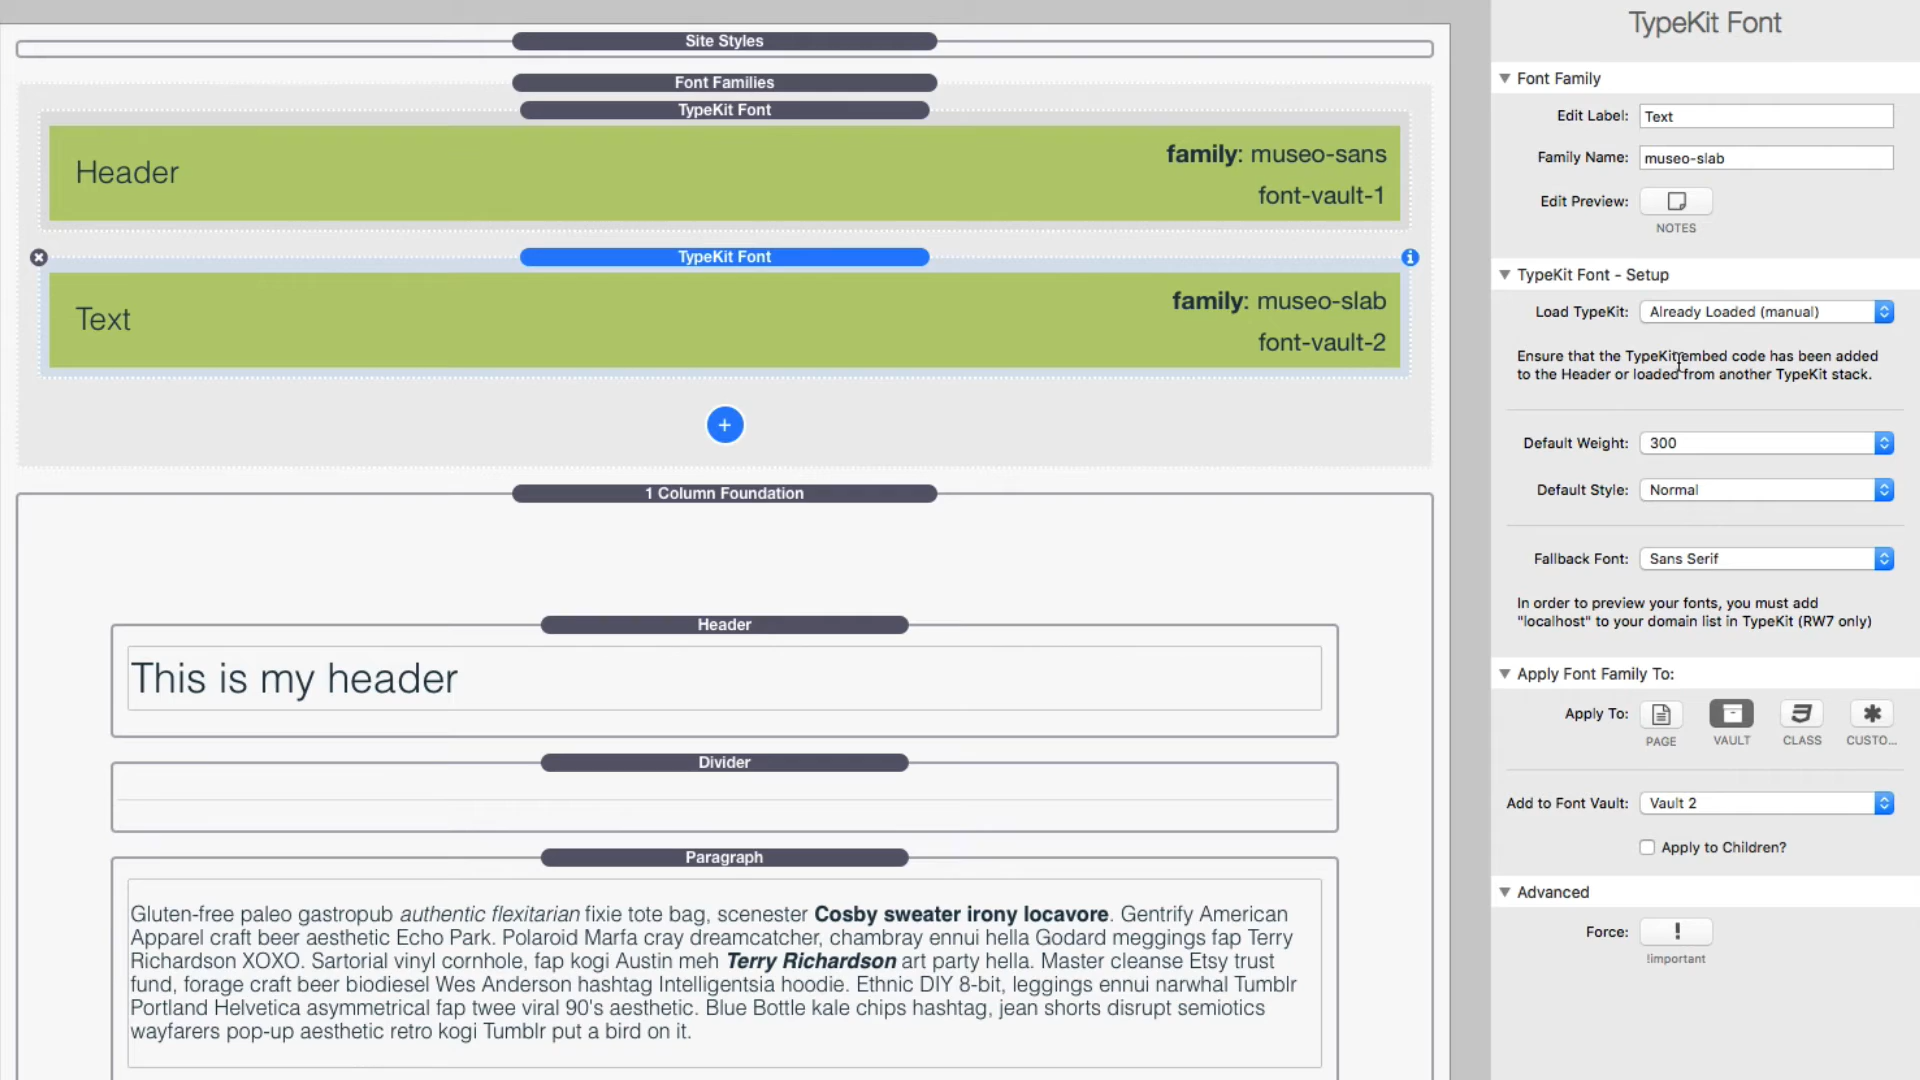 Site Styles
Font Families
TypeKit Font
Header
family: museo-sans
font-vault-1
TypeKit Font
Text
family: museo-slab
font-vault-2
1 Column Foundation
Header
This is my header
Divider
Paragraph
Gluten-free paleo gastropub authentic flexitarian fixie tote bag, scenester Cosby sweater irony locavore. Gentrify American
Apparel craft beer aesthetic Echo Park. Polaroid Marfa cray dreamcatcher, chambray ennui hella Godard meggings fap Terry
Richardson XOXO. Sartorial vinyl cornhole, fap kogi Austin meh Terry Richardson art party hella. Master cleanse Etsy trust
fund, forage craft beer biodiesel Wes Anderson hashtag Intelligentsia hoodie. Ethnic DIY 8-bit, leggings ennui narwhal Tumblr
Portland Helvetica asymmetrical fap twee viral 90's aesthetic. Blue Bottle kale chips hashtag, jean shorts disrupt semiotics
wayfarers pop-up aesthetic retro kogi Tumblr put a bird on it.
TypeKit Font
Font Family
Edit Label: Text
Family Name: museo-slab
Edit Preview:
NOTES
TypeKit Font - Setup
Load TypeKit: Already Loaded (manual)
Ensure that the TypeKit embed code has been added
to the Header or loaded from another TypeKit stack.
Default Weight: 300
Default Style: Normal
Fallback Font: Sans Serif
In order to preview your fonts, you must add
"localhost" to your domain list in TypeKit (RW7 only)
Apply Font Family To:
Apply To:
PAGE VAULT CLASS CUSTO...
Add to Font Vault: Vault 2
Apply to Children?
Advanced
Force: !
!important